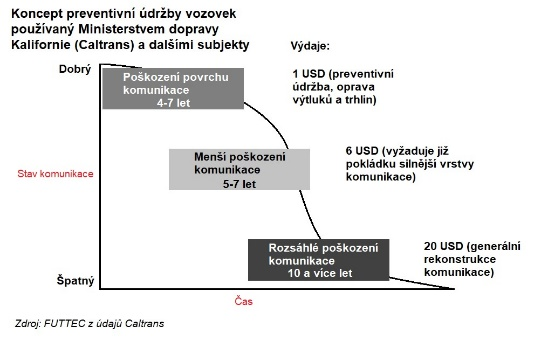 Koncept preventivní údržby vozovek
používaný Ministerstvem dopravy
Kalifornie (Caltrans) a dalšími subjekty
Výdaje:
Dobrý
Poškození povrchu
komunikace
4-7 let
1 USD (preventivní
údržba, oprava
výtluků a trhlin)
Stav komunikace
Menší poškození
komunikace
5-7 let
6 USD (vyžaduje již
pokládku silnější vrstvy
komunikace)
Rozsáhlé poškození
komunikace
10 a více let
20 USD (generální
rekonstrukce
komunikace)
Špatný
Čas
Zdroj: FUTTEC z údajů Caltrans